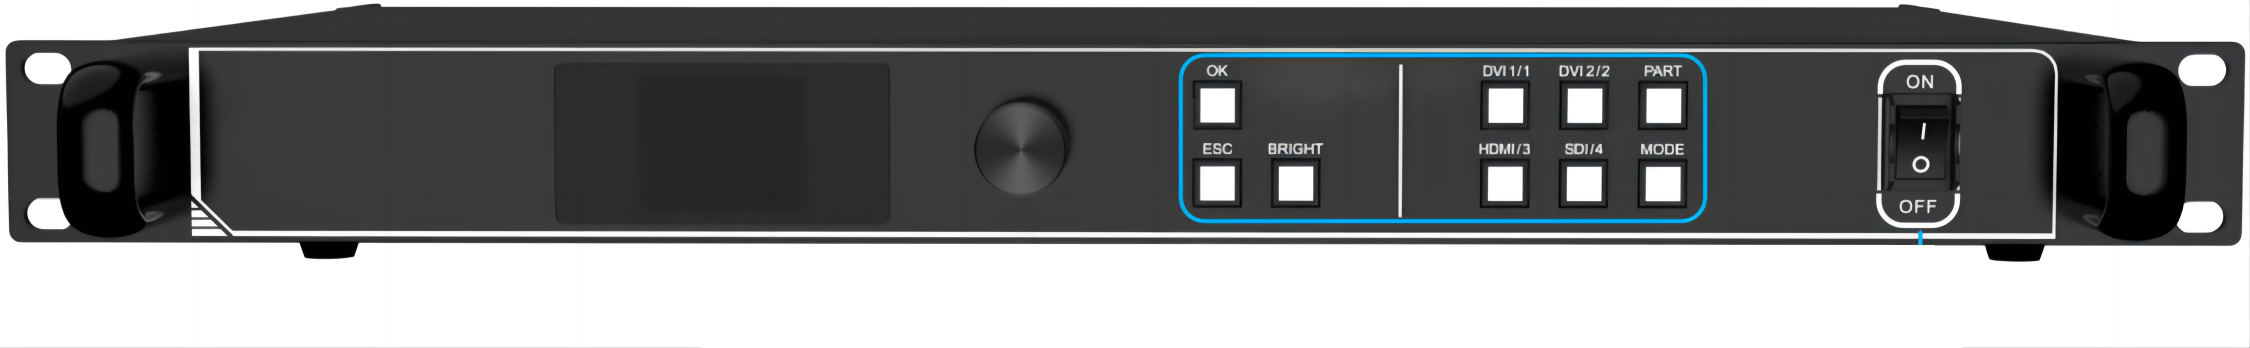 OK
DVI 1/1 DVI 2/2 PART
ESC BRIGHT
HDMI/3 SDI/4 MODE
ON
I
O
OFF